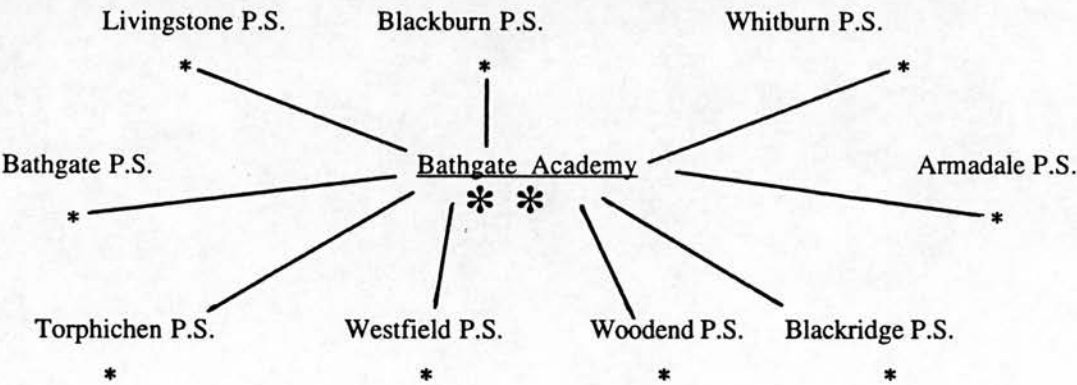 Livingstone P.S. Blackburn P.S. Whitburn P.S.
* * *
Bathgate P.S. Bathgate Academy Armadale P.S.
* * * *
Torphichen P.S. Westfield P.S. Woodend P.S. Blackridge P.S.
* * * *